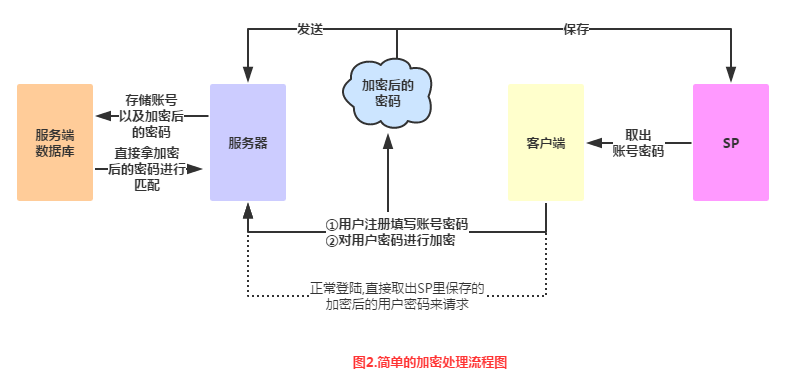 发送
保存
加密后的
密码
服务端
数据库
存储账号
以及加密后
的密码
直接拿加密
后的密码进行
匹配
服务器
客户端
取出
账号密码
SP
①用户注册填写账号密码
②对用户密码进行加密
正常登陆,直接取出SP里保存的
加密后的用户密码来请求
图2.简单的加密处理流程图